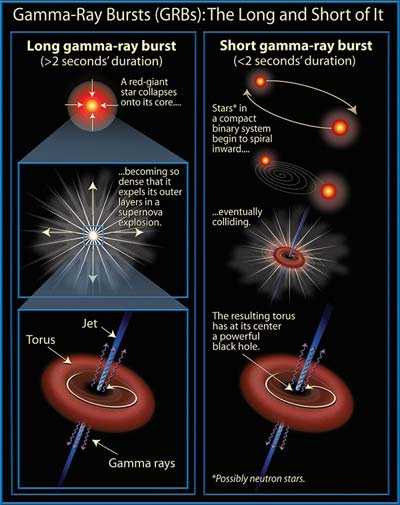 Gamma-Ray Bursts (GRBs): The Long and Short of It
Long gamma-ray burst
(>2 seconds' duration)
A red-giant
star collapses
onto its core....
...becoming so
dense that it
expels its outer
layers in a
supernova
explosion.
Jet
Torus
Gamma rays
Short gamma-ray burst
(<2 seconds' duration)
Stars* in
a compact
binary system
begin to spiral
inward....
...eventually
colliding.
The resulting torus
has at its center
a powerful
black hole.
*Possibly neutron stars.